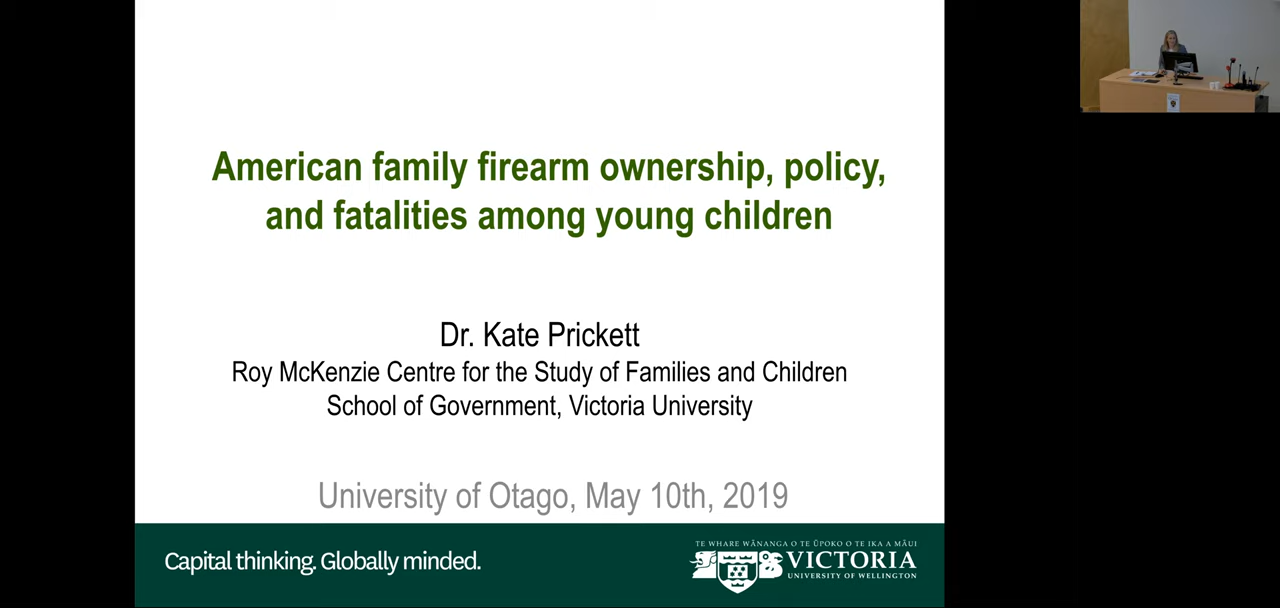 American family firearm ownership, policy,
and fatalities among young children
Dr. Kate Prickett
Roy McKenzie Centre for the Study of Families and Children
School of Government, Victoria University
University of Otago, May 10th, 2019
Capital thinking. Globally minded.
TE WHARE WĀNANGA O TE ŪPOKO O TE IKA A MĀUI
VICTORIA
UNIVERSITY OF WELLINGTON